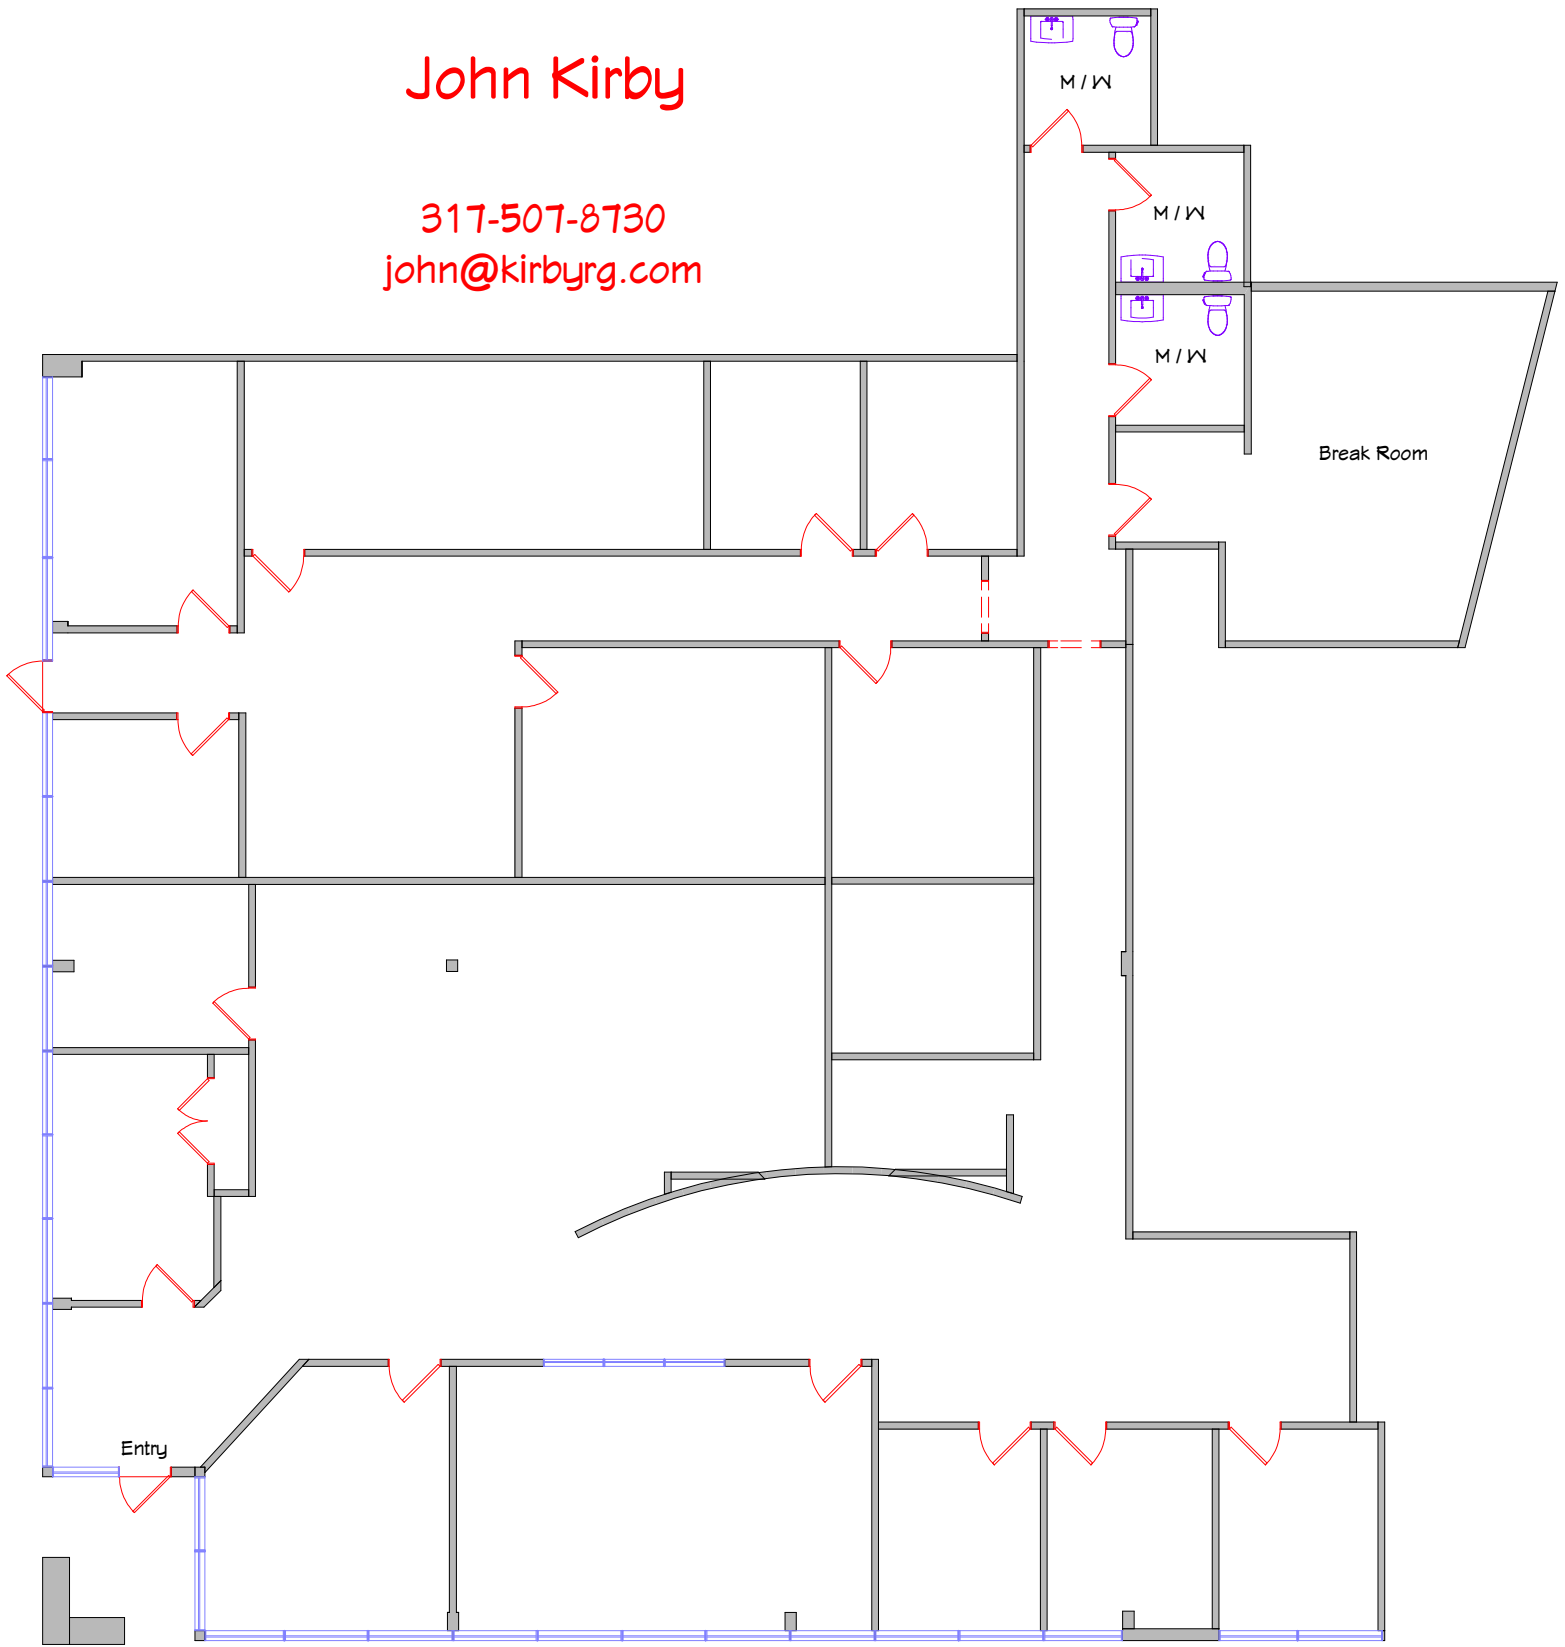 John Kirby
M / W
317-507-8730
M / W
john@kirbyrg.com
M / W
Break Room
Entry